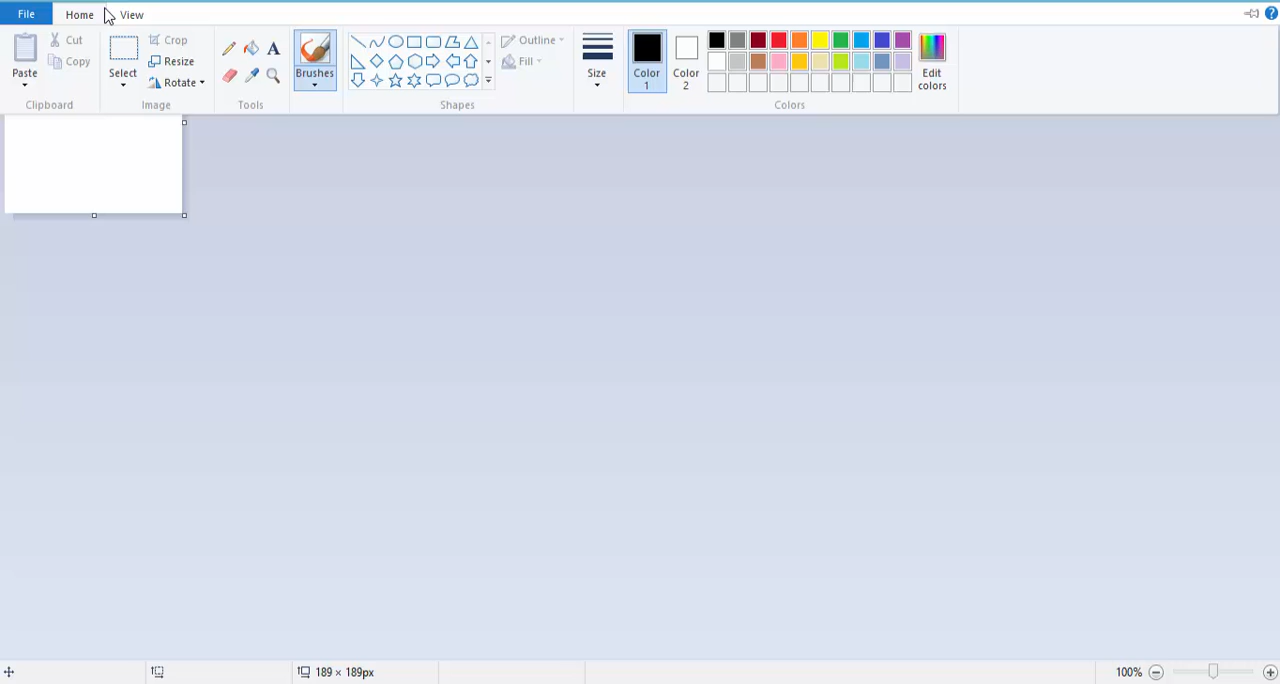 File Home View
Paste Cut Copy Select Crop Resize Rotate A Brushes Outline Fill Size Color 1 Color 2 Edit colors
Clipboard Image Tools Shapes Colors
189 × 189px 100%